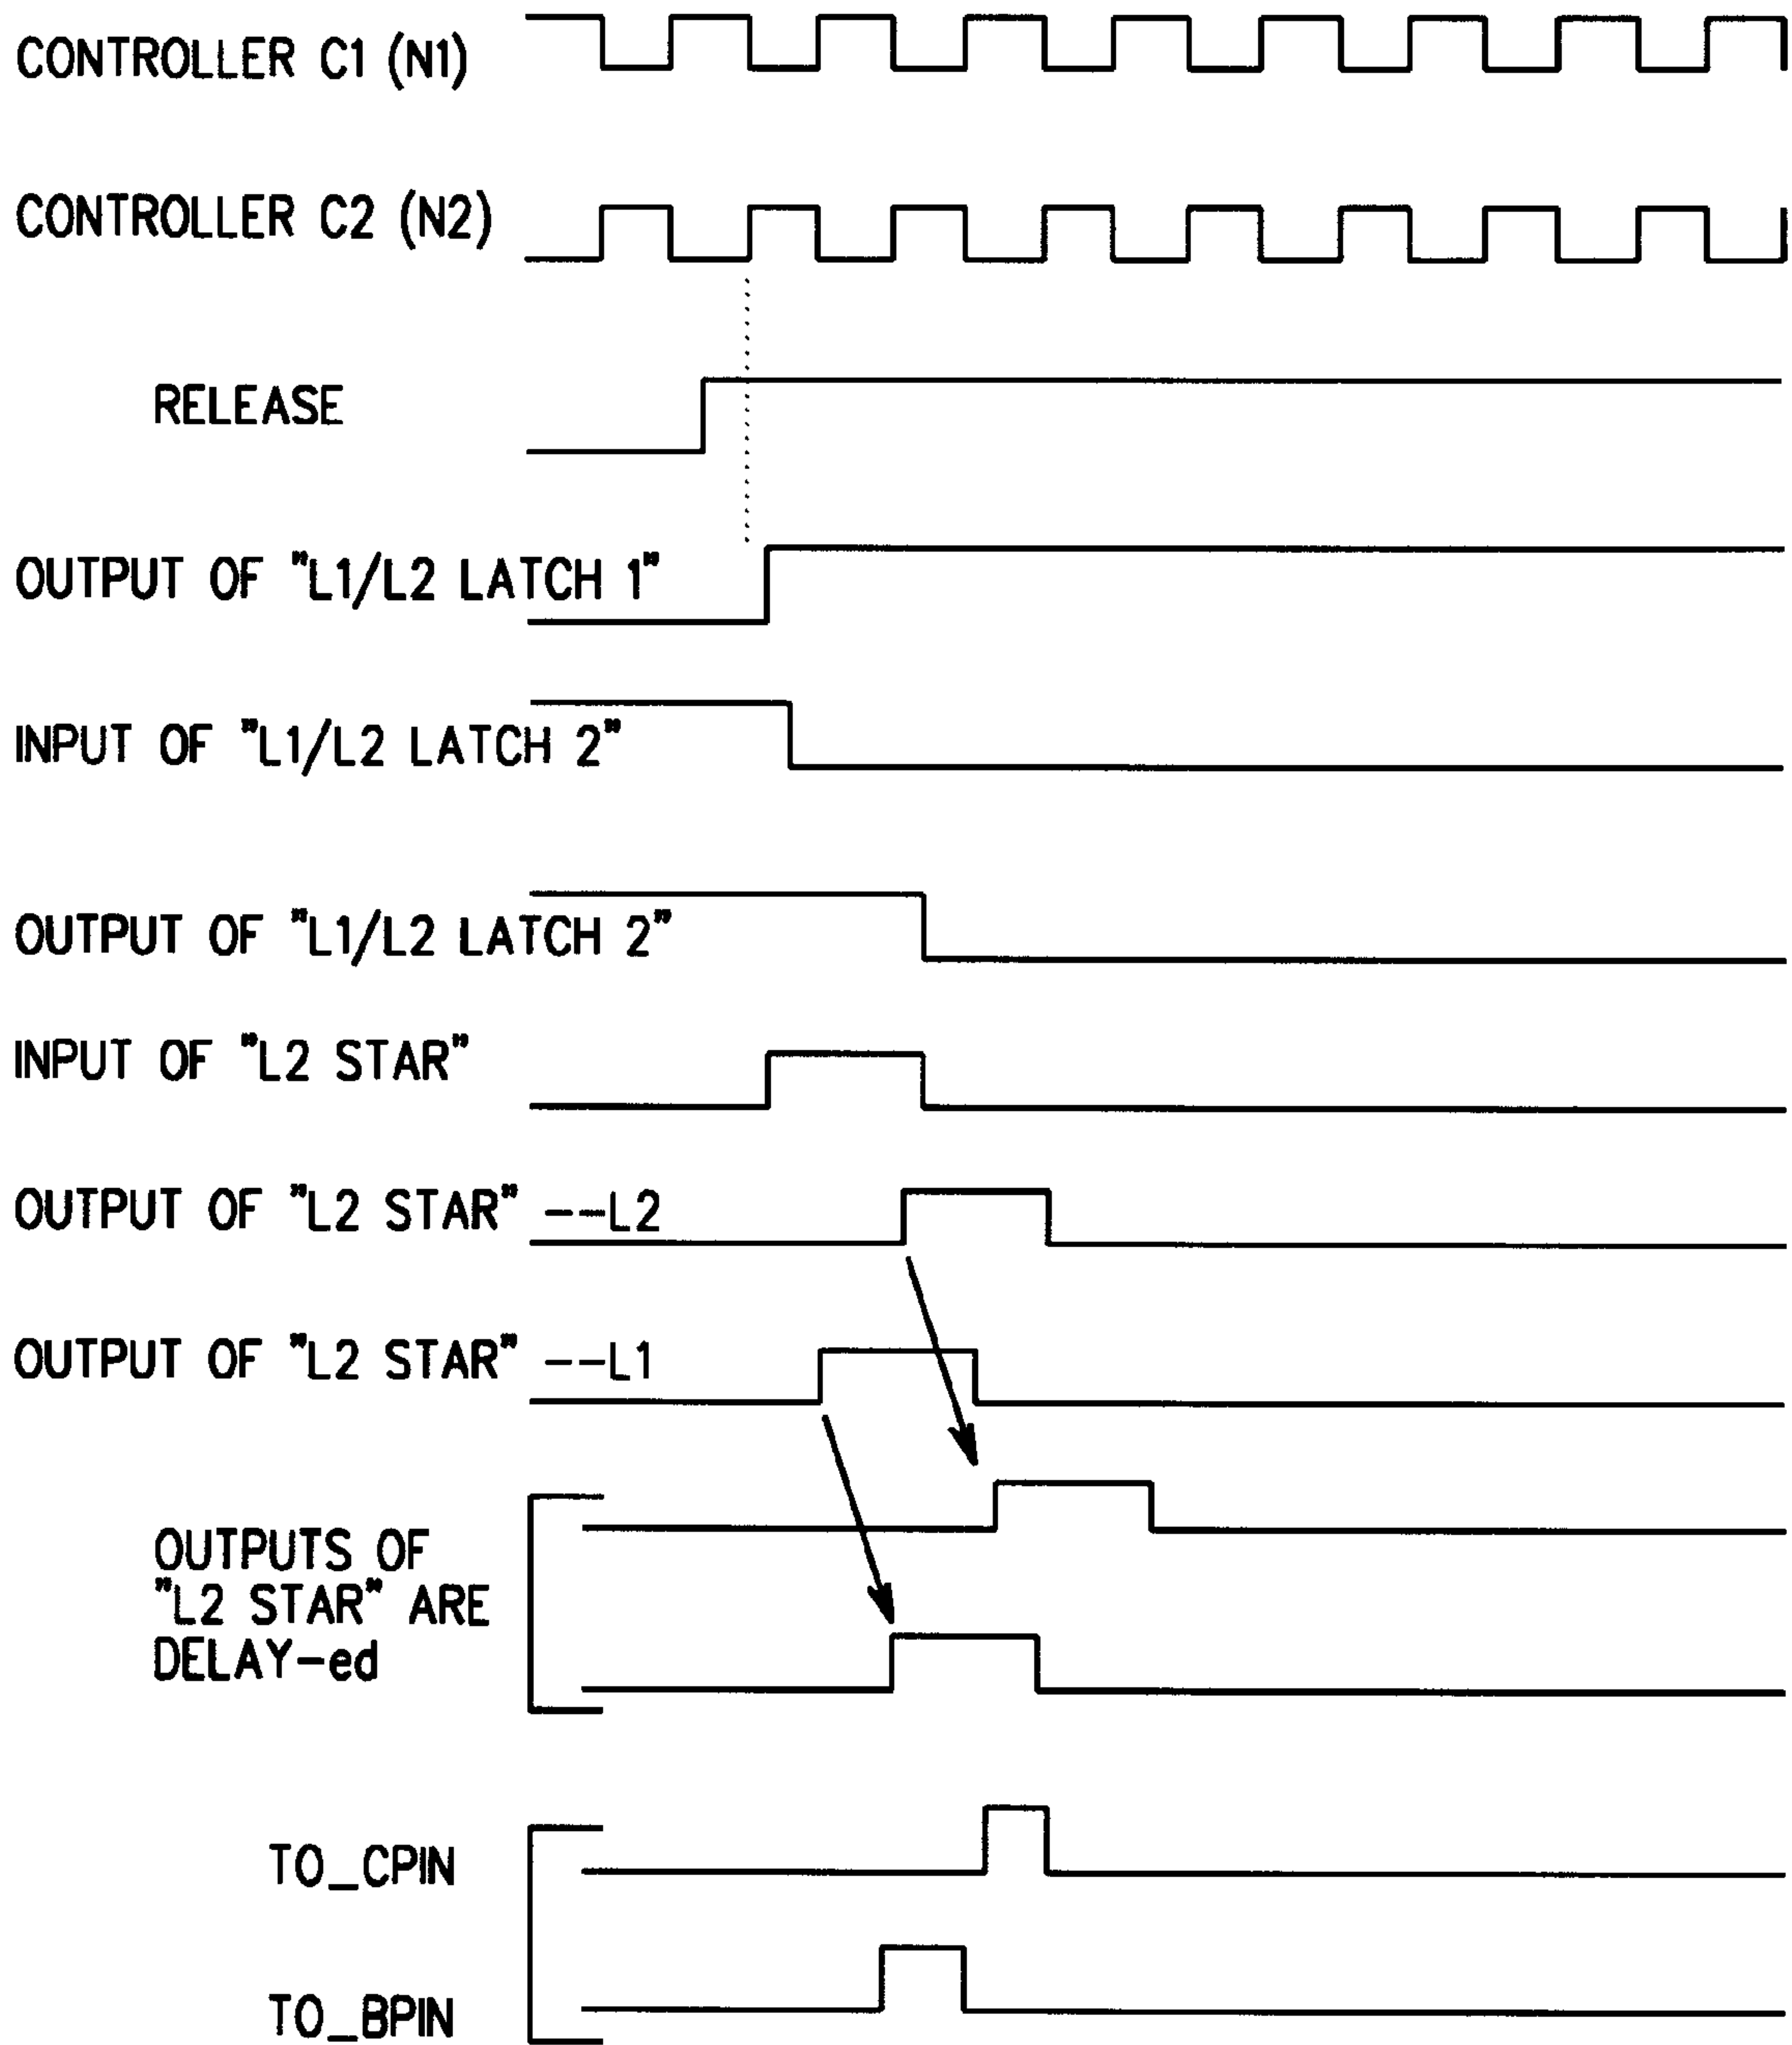 CONTROLLER C1 (N1)
CONTROLLER C2 (N2)
RELEASE
OUTPUT OF "L1/L2 LATCH 1"
INPUT OF "L1/L2 LATCH 2"
OUTPUT OF "L1/L2 LATCH 2"
INPUT OF "L2 STAR"
OUTPUT OF "L2 STAR" --L2
OUTPUT OF "L2 STAR" --L1
OUTPUTS OF
"L2 STAR" ARE
DELAY-ed
TO_CPIN
TO_BPIN